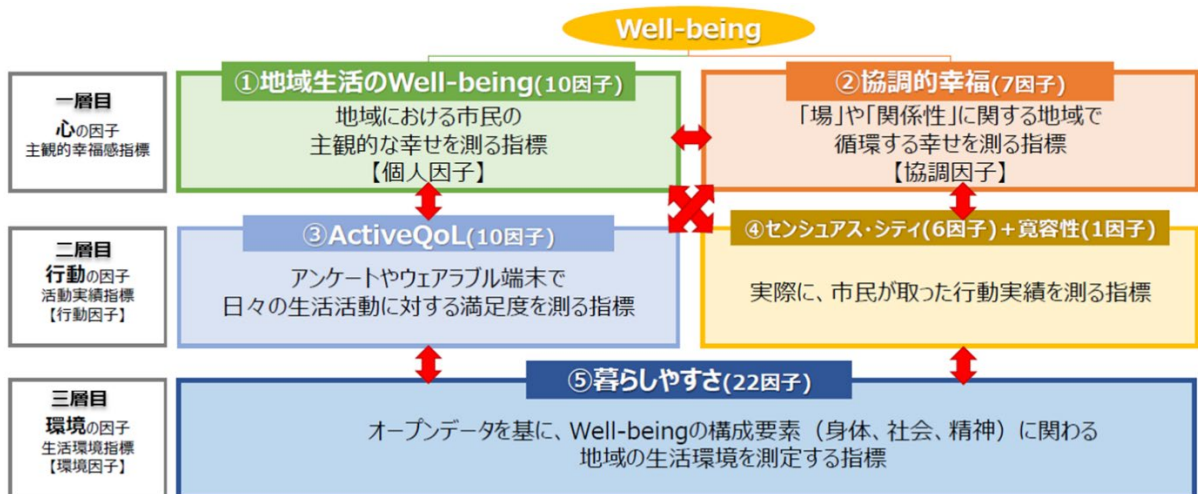 Well-being
一層目
心の因子
主観的幸福感指標
①地域生活のWell-being(10因子)
地域における市民の
主観的な幸せを測る指標
【個人因子】
②協調的幸福(7因子)
「場」や「関係性」に関する地域で
循環する幸せを測る指標
【協調因子】
二層目
行動の因子
活動実績指標
【行動因子】
③ActiveQoL(10因子)
アンケートやウェアラブル端末で
日々の生活活動に対する満足度を測る指標
④センシュアス・シティ(6因子)+寛容性(1因子)
実際に、市民が取った行動実績を測る指標
三層目
環境の因子
生活環境指標
【環境因子】
⑤暮らしやすさ(22因子)
オープンデータを基に、Well-beingの構成要素（身体、社会、精神）に関わる
地域の生活環境を測定する指標